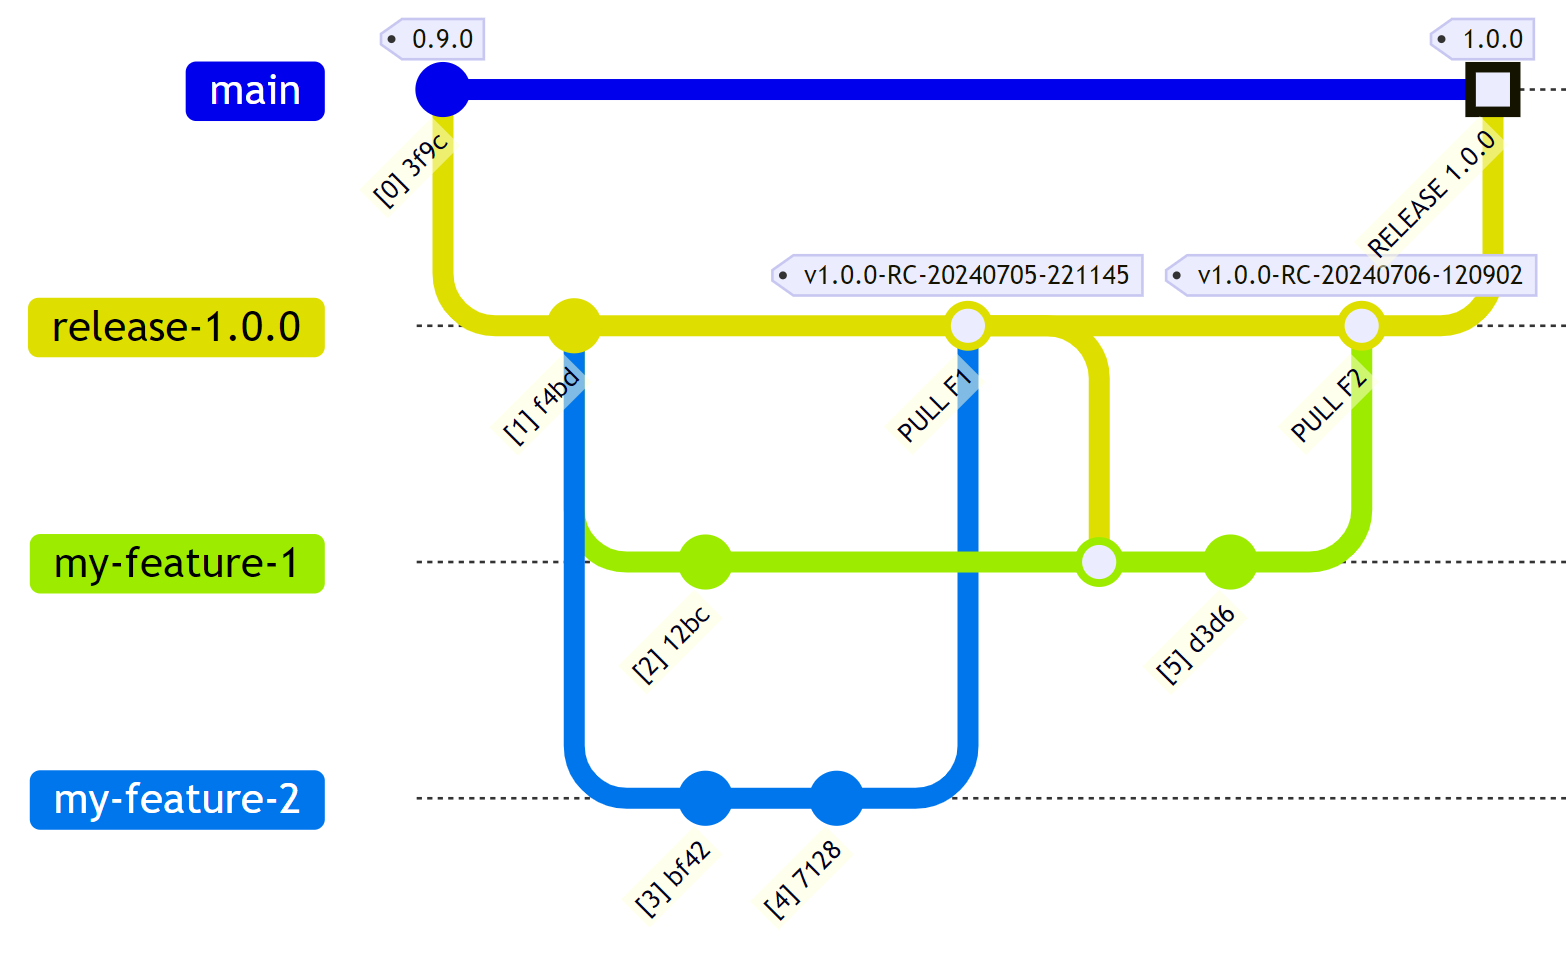 0.9.0
1.0.0
main
[0] 3f9c
RELEASE 1.0.0
v1.0.0-RC-20240705-221145
v1.0.0-RC-20240706-120902
release-1.0.0
[1] f4bd
PULL F1
PULL F2
my-feature-1
[2] 12bc
[5] d3d6
my-feature-2
[3] bf42
[4] 7128